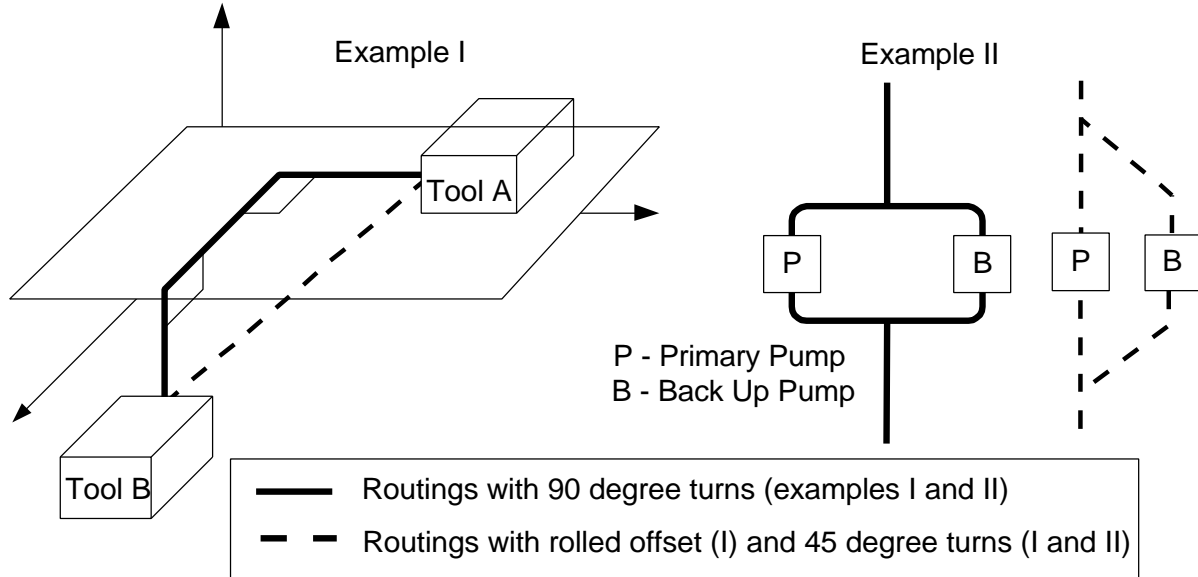 Example I
Example II
Tool A
P
B
P
B
P - Primary Pump
B - Back Up Pump
Tool B
Routings with 90 degree turns (examples I and II)
Routings with rolled offset (I) and 45 degree turns (I and II)